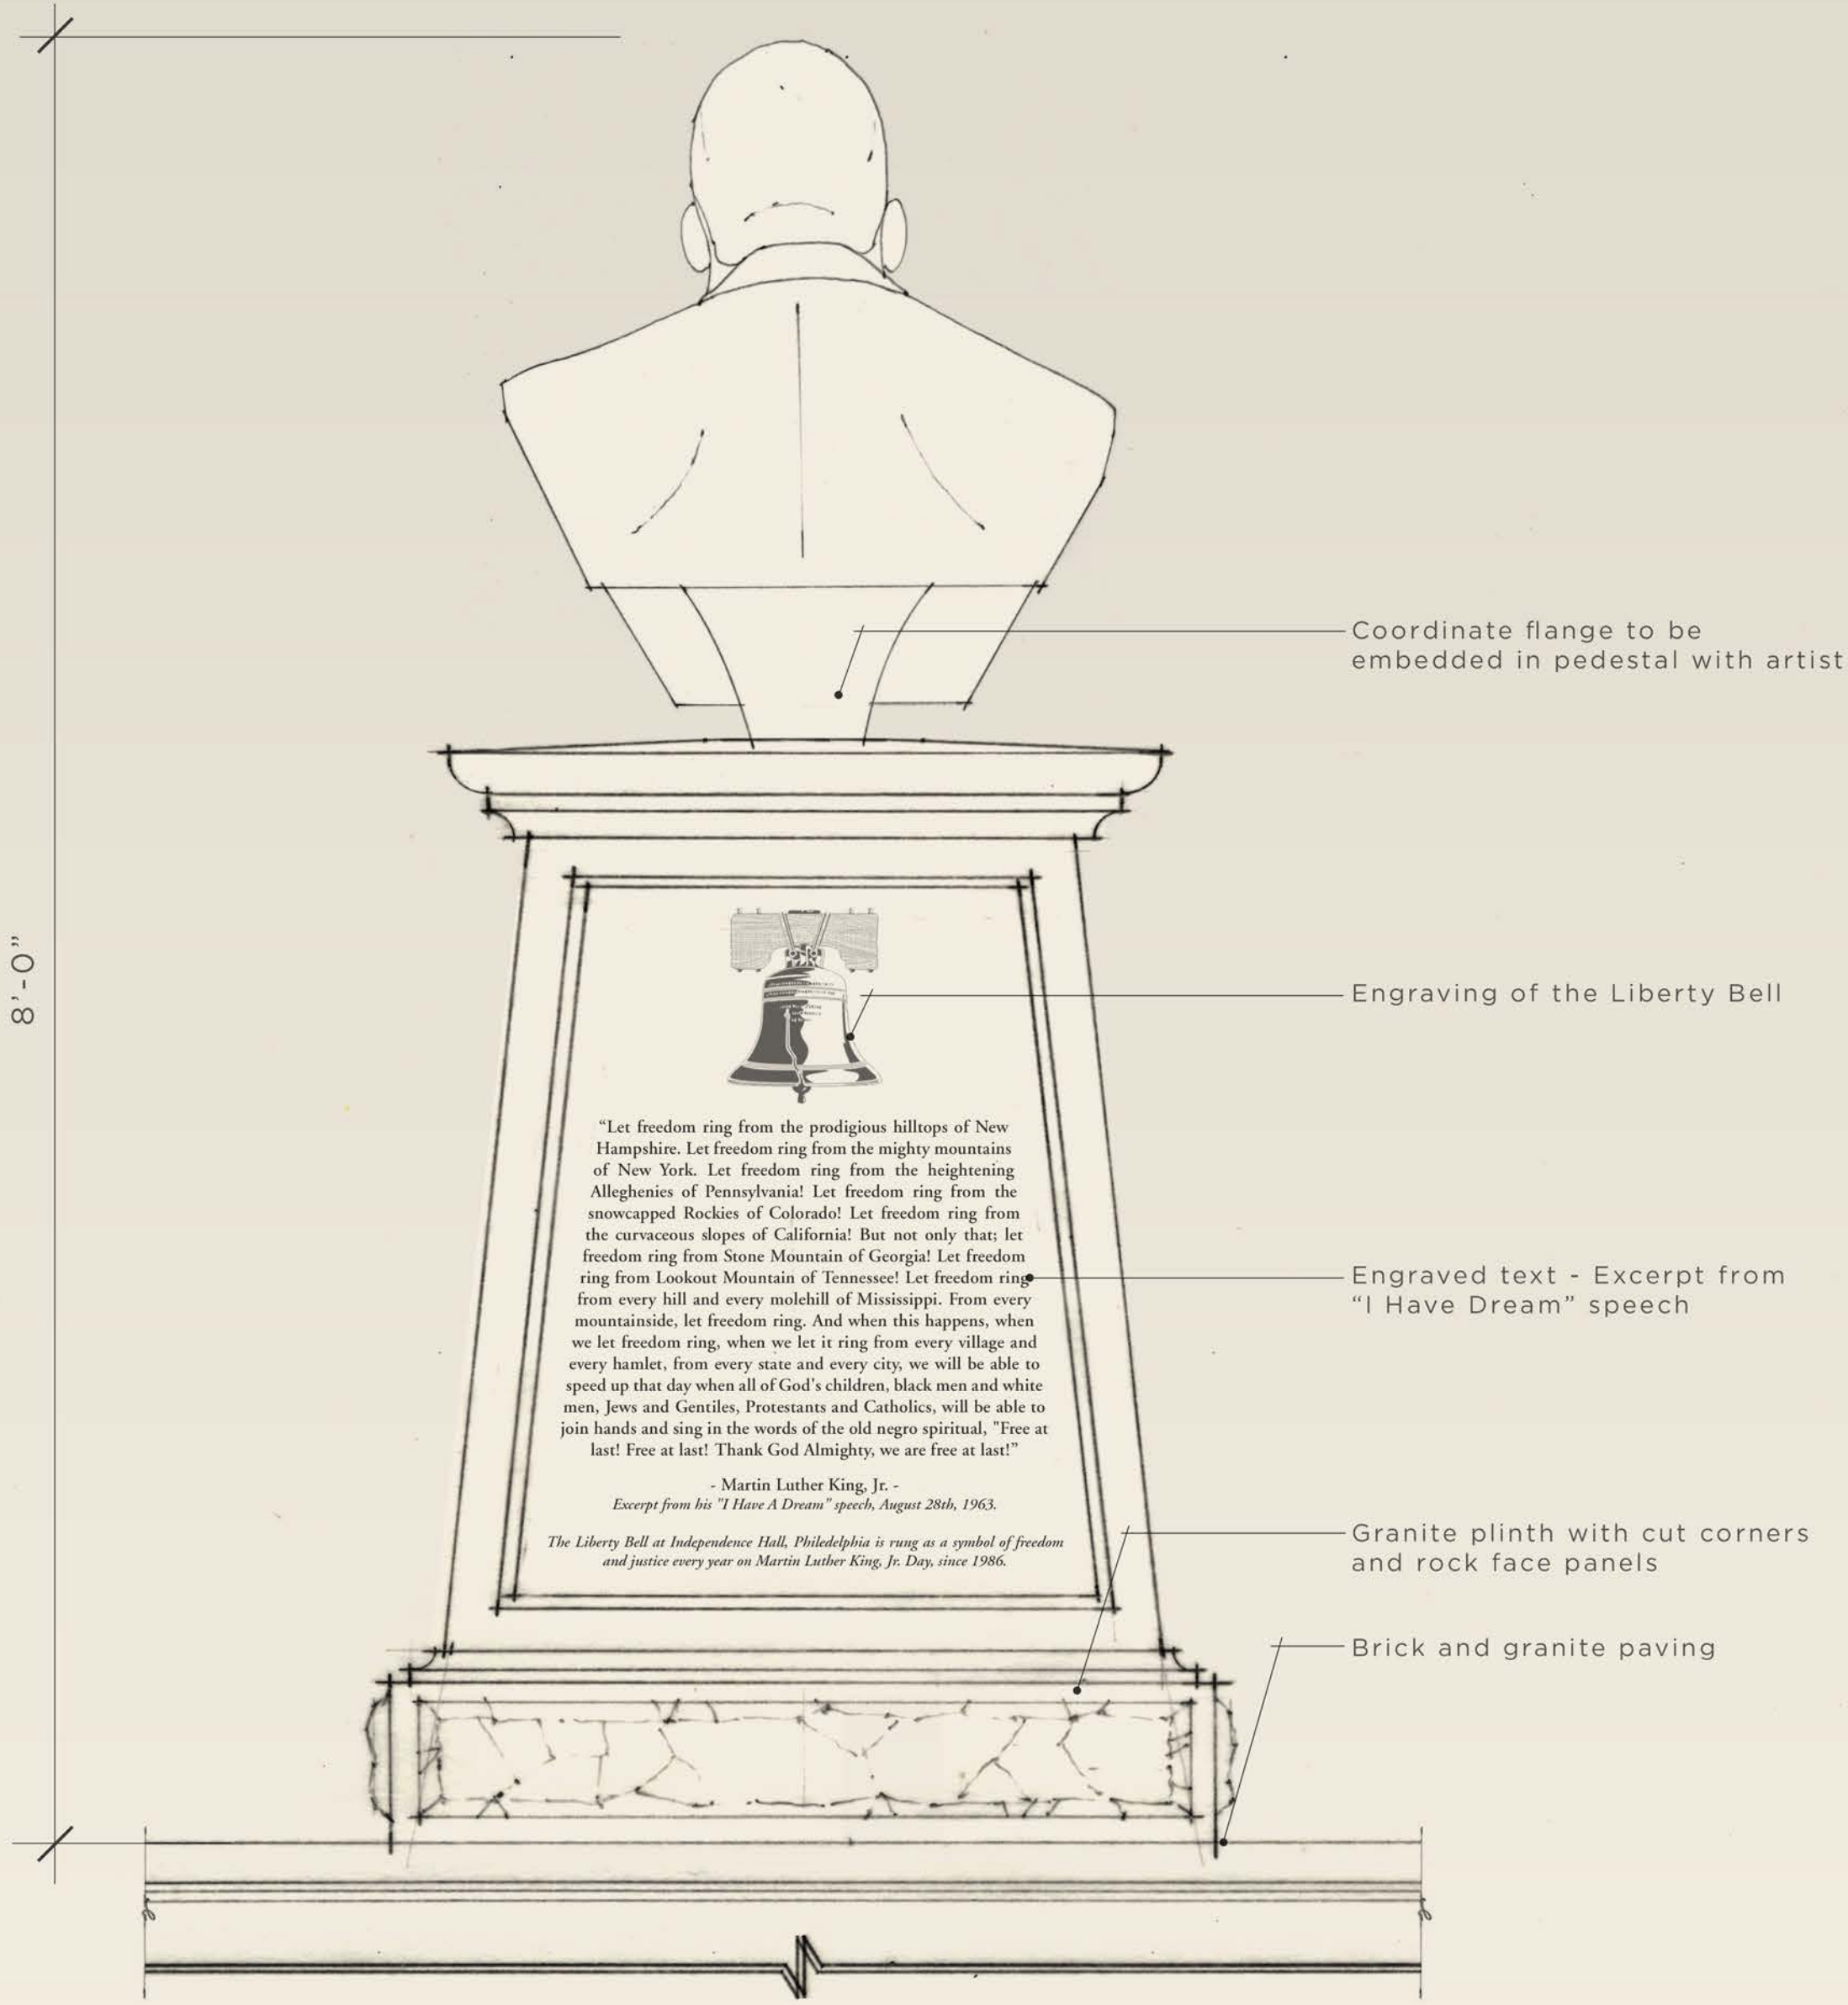 8'-0"
Coordinate flange to be
embedded in pedestal with artist
Engraving of the Liberty Bell
“Let freedom ring from the prodigious hilltops of New
Hampshire. Let freedom ring from the mighty mountains
of New York. Let freedom ring from the heightening
Alleghenies of Pennsylvania! Let freedom ring from the
snowcapped Rockies of Colorado! Let freedom ring from
the curvaceous slopes of California! But not only that; let
freedom ring from Stone Mountain of Georgia! Let freedom
ring from Lookout Mountain of Tennessee! Let freedom ring
from every hill and every molehill of Mississippi. From every
mountainside, let freedom ring. And when this happens, when
we let freedom ring, when we let it ring from every village and
every hamlet, from every state and every city, we will be able to
speed up that day when all of God's children, black men and white
men, Jews and Gentiles, Protestants and Catholics, will be able to
join hands and sing in the words of the old negro spiritual, "Free at
last! Free at last! Thank God Almighty, we are free at last!”
- Martin Luther King, Jr. -
Excerpt from his "I Have A Dream" speech, August 28th, 1963.
The Liberty Bell at Independence Hall, Philedelphia is rung as a symbol of freedom
and justice every year on Martin Luther King, Jr. Day, since 1986.
Engraved text - Excerpt from
“I Have Dream” speech
Granite plinth with cut corners
and rock face panels
Brick and granite paving